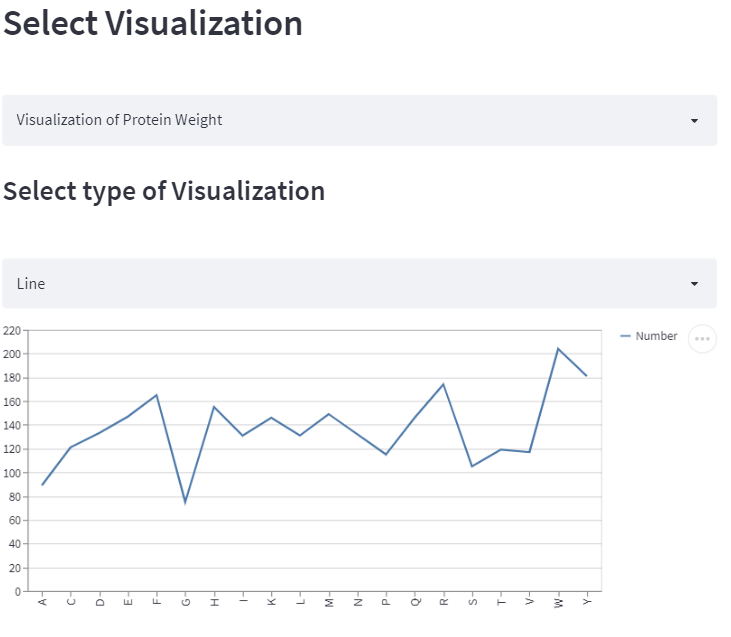 Select Visualization
Visualization of Protein Weight
Select type of Visualization
Line
220
200
180
160
140
120
100
80
60
40
20
0
A C D E F G H I K L M N P Q R S T V W Y
Number